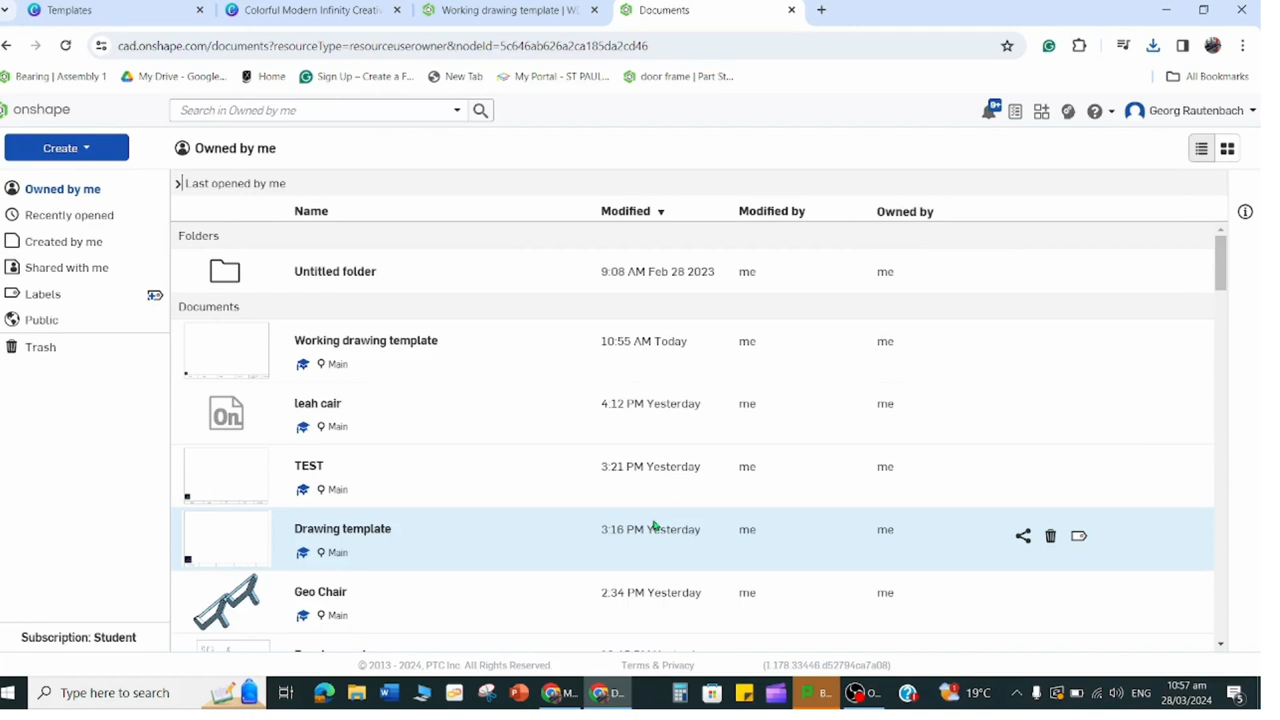 Templates
Colorful Modern Infinity Creativ
Working drawing template | W
Documents
cad.onshape.com/documents?resourceType=resourceuserowner&nodeId=5c646ab626a2ca185da2cd46
Bearing | Assembly 1
My Drive - Google...
Home
Sign Up – Create a F...
New Tab
My Portal - ST PAUL...
door frame | Part St...
All Bookmarks
onshape
Search in Owned by me
9+
Georg Rautenbach
Create
Owned by me
Owned by me
Recently opened
Created by me
Shared with me
Labels
Public
Trash
Last opened by me
Name Modified Modified by Owned by
Folders
Untitled folder 9:08 AM Feb 28 2023 me me
Documents
Working drawing template 10:55 AM Today me me
Main
leah cair 4:12 PM Yesterday me me
On
Main
TEST 3:21 PM Yesterday me me
Main
Drawing template 3:16 PM Yesterday me me
Main
Geo Chair 2:34 PM Yesterday me me
Main
Subscription: Student
© 2013 - 2024, PTC Inc. All Rights Reserved Terms & Privacy (1.178.33446.d52794ca7a08)
Type here to search
M...
D...
B...
O...
19°C
ENG
10:57 am
28/03/2024
5